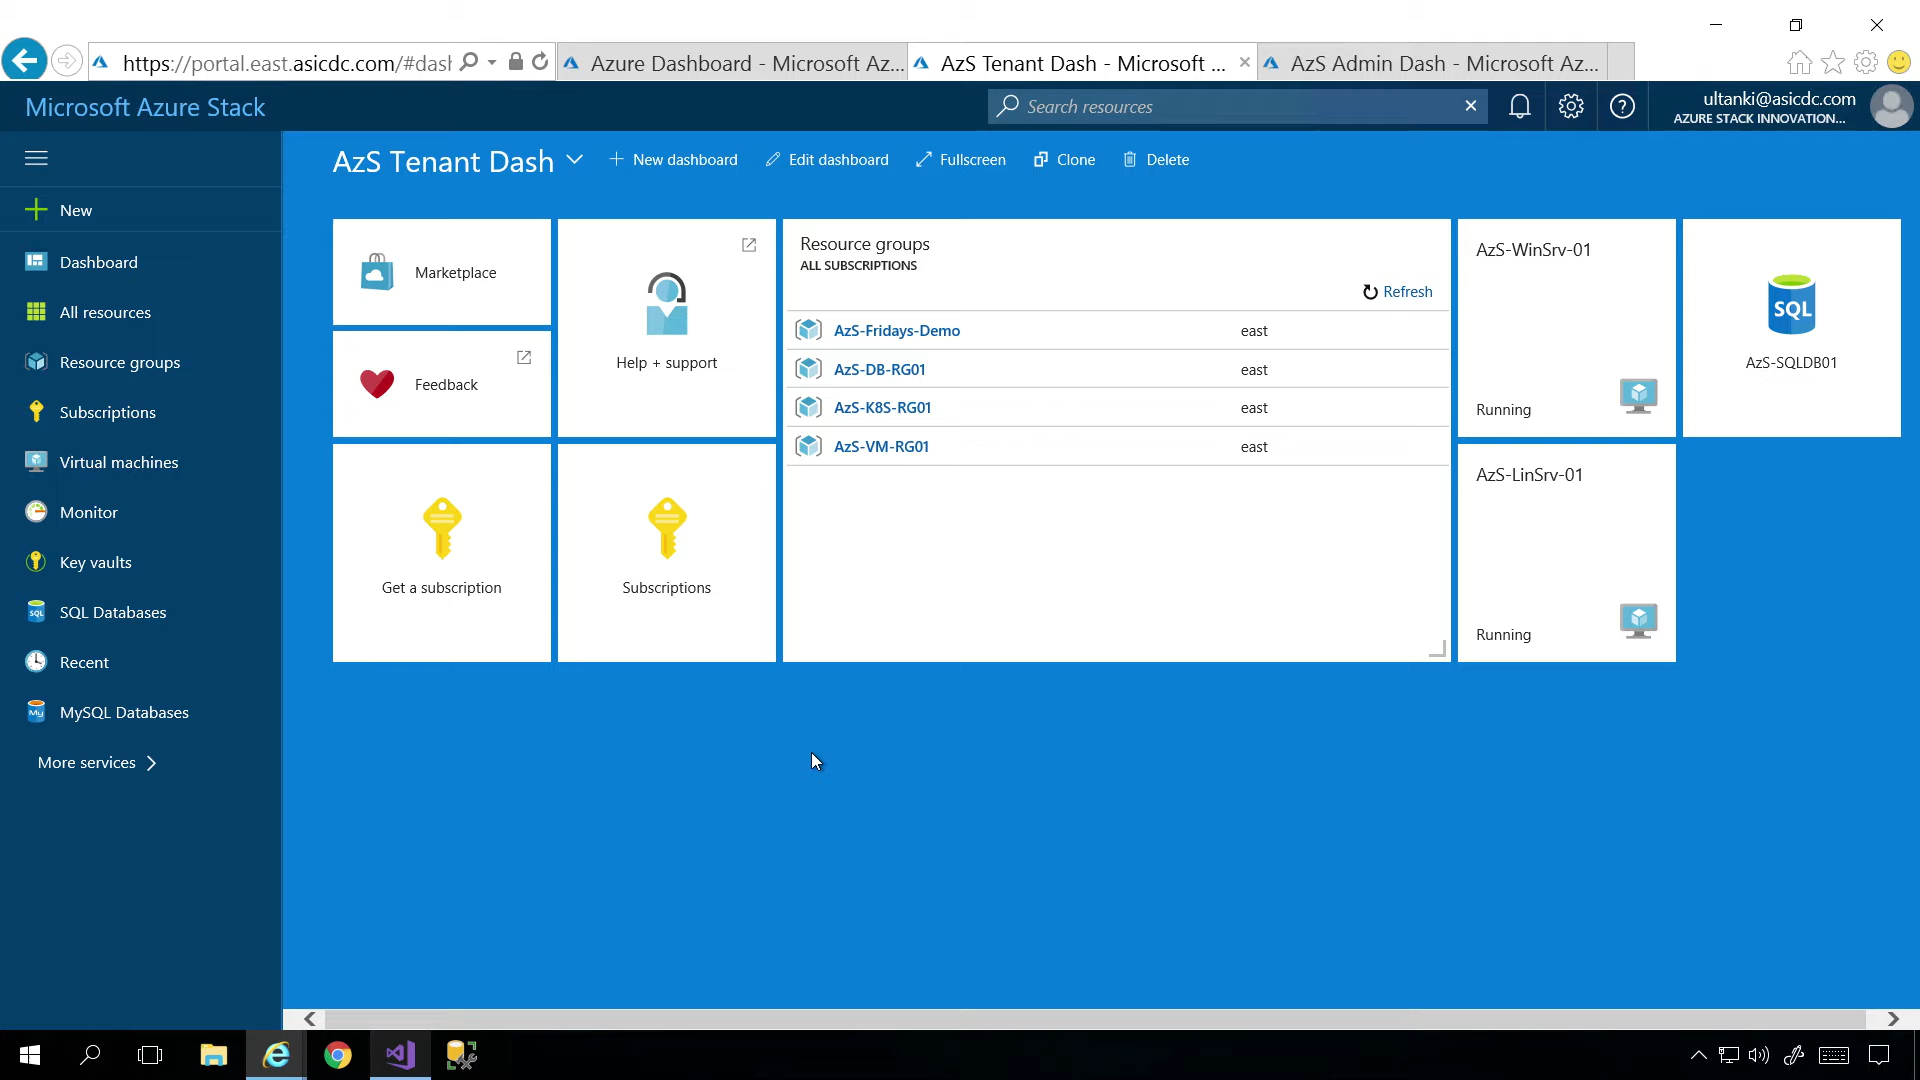 https://portal.east.asicdc.com/#dasl
Azure Dashboard - Microsoft Az...
AzS Tenant Dash - Microsoft ...
AzS Admin Dash - Microsoft Az...
Microsoft Azure Stack
Search resources
ultanki@asicdc.com
AZURE STACK INNOVATION...
AzS Tenant Dash
New dashboard
Edit dashboard
Fullscreen
Clone
Delete
New
Dashboard
All resources
Resource groups
Subscriptions
Virtual machines
Monitor
Key vaults
SQL
SQL Databases
Recent
My
MySQL Databases
More services
Marketplace
Feedback
Help + support
Get a subscription
Subscriptions
Resource groups
ALL SUBSCRIPTIONS
Refresh
AzS-Fridays-Demo east
AzS-DB-RG01 east
AzS-K8S-RG01 east
AzS-VM-RG01 east
AzS-WinSrv-01
Running
AzS-LinSrv-01
Running
SQL
AzS-SQLDB01